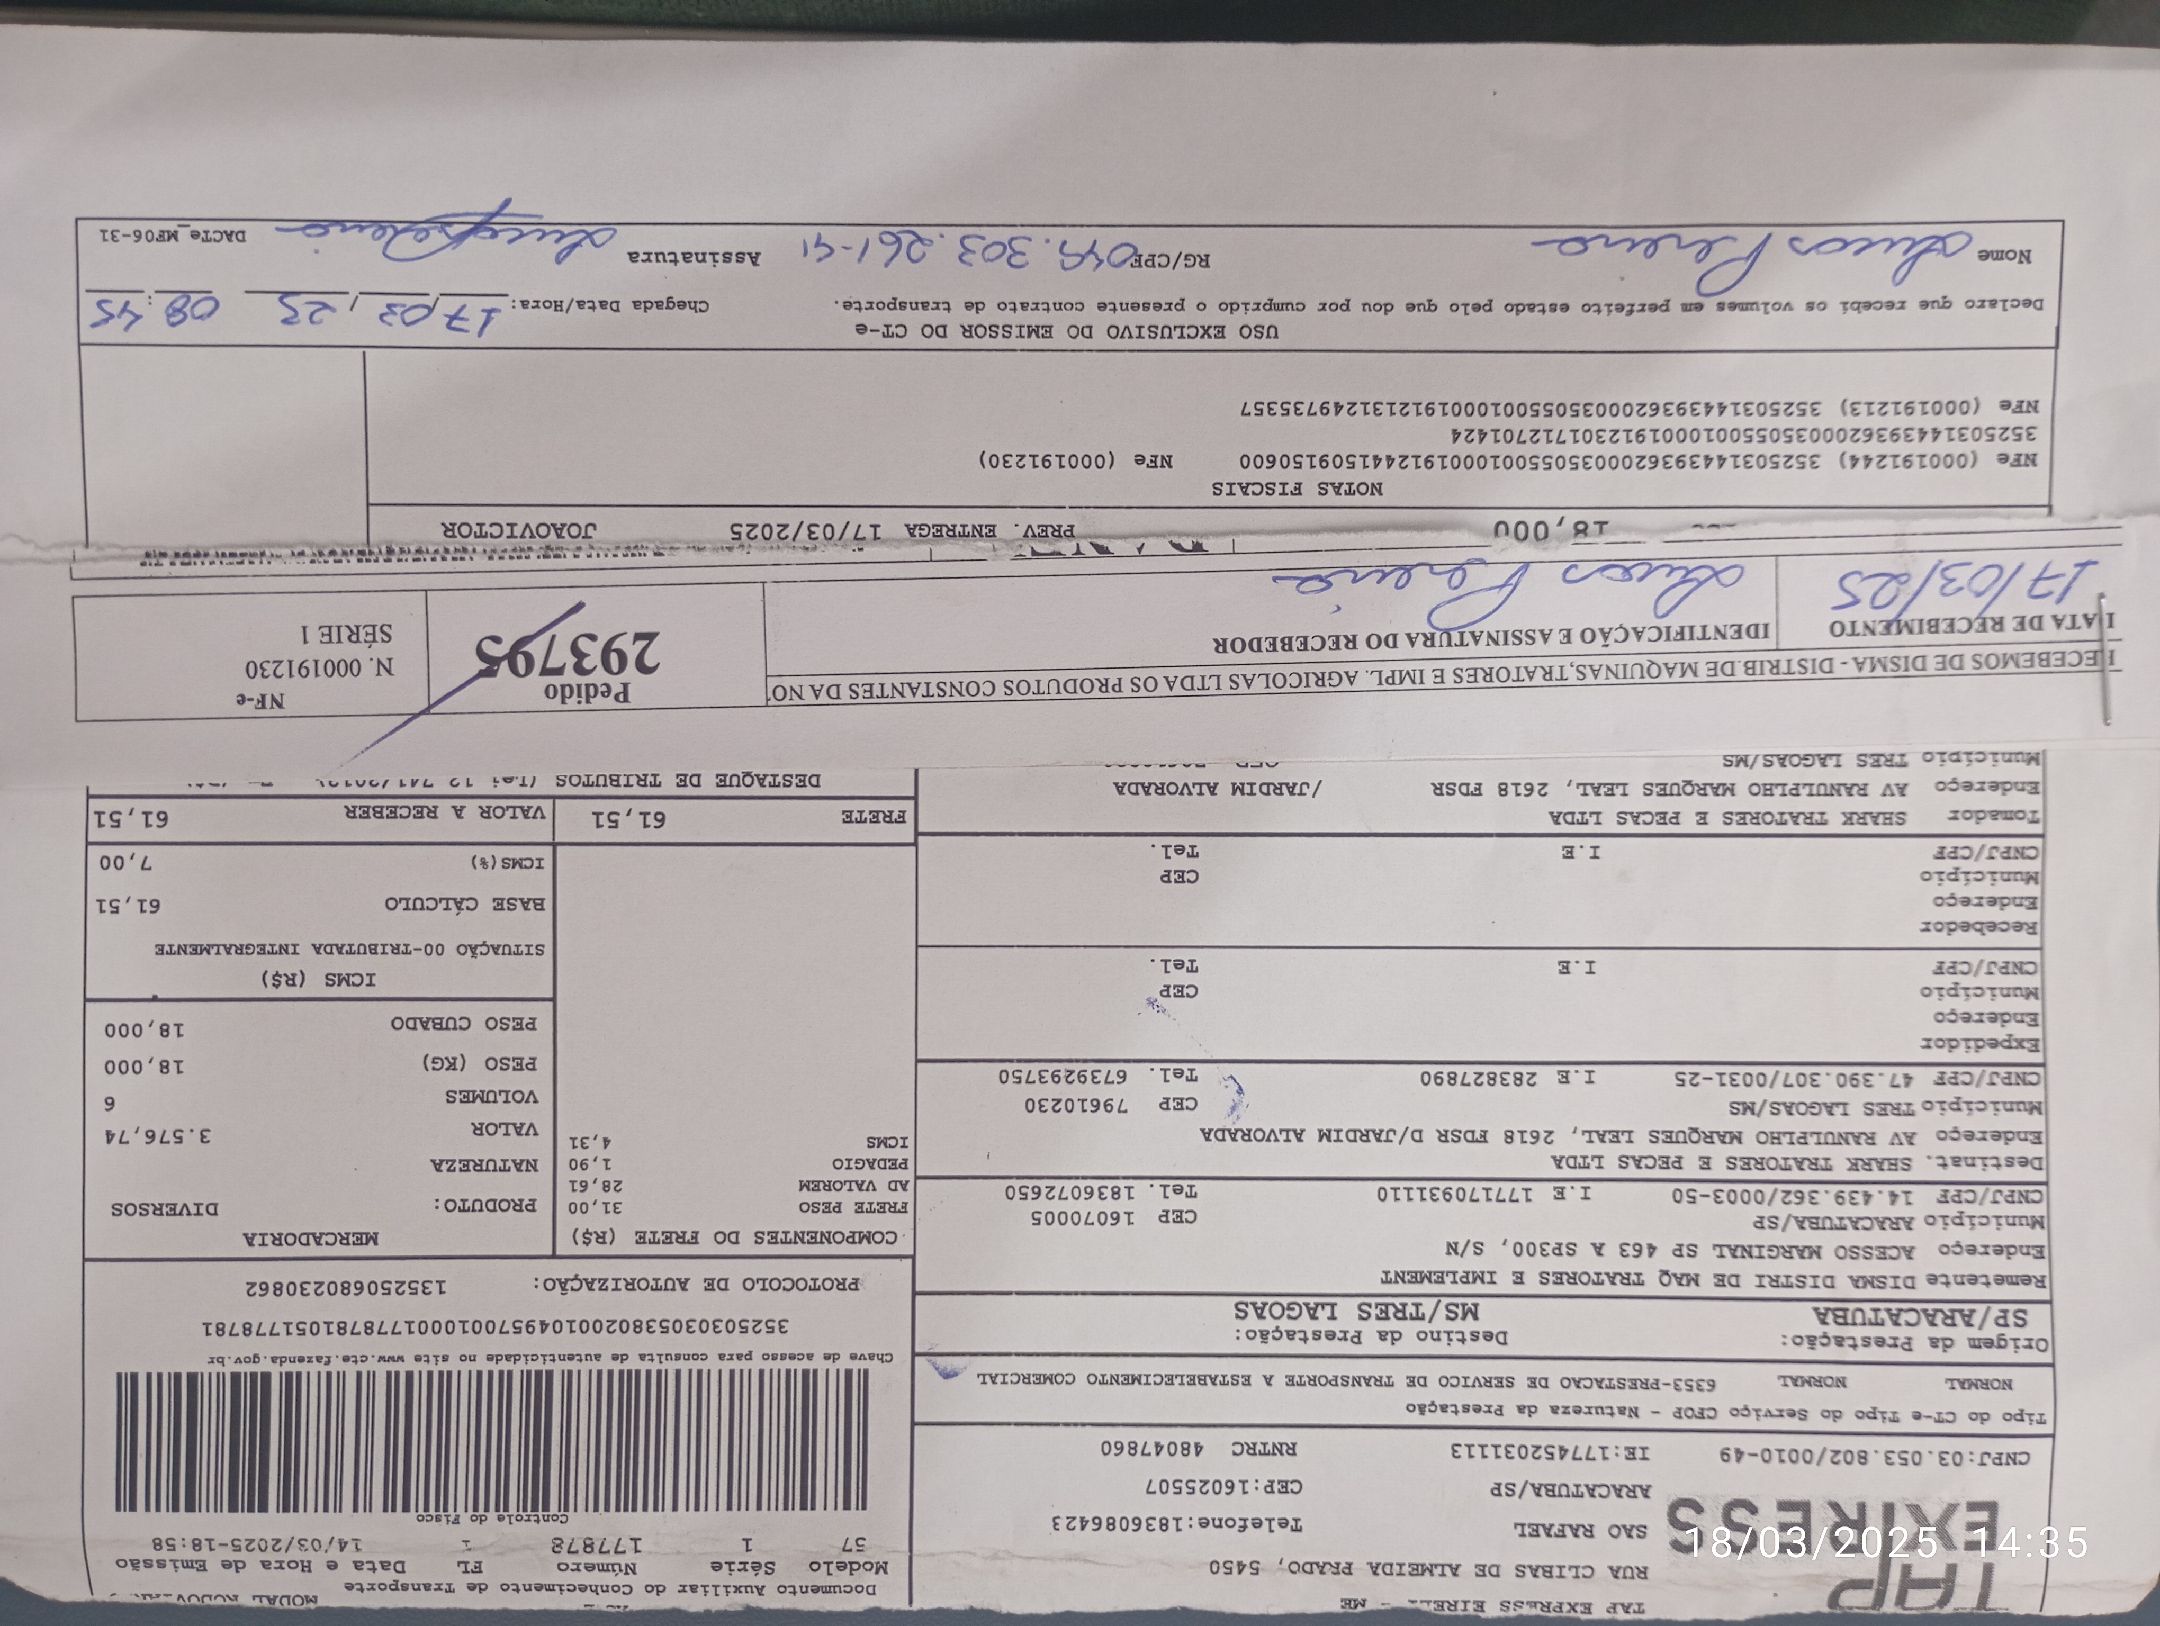 TAP EXPRESS EIRELI - ME
TAP
EXPRESS
RUA CLIBAS DE ALMEIDA PRADO, 5450
SAO RAFAEL Telefone:1836086423
ARACATUBA/SP CEP:16025507
CNPJ:03.053.802/0010-49 IE:177452031113 RNTRC 48047860
Tipo do CT-e Tipo do Serviço CFOP - Natureza da Prestação
NORMAL NORMAL 6353-PRESTACAO DE SERVICO DE TRANSPORTE A ESTABELECIMENTO COMERCIAL
Origem da Prestação: Destino da Prestação:
SP/ARACATUBA MS/TRES LAGOAS
Remetente DISMA DISTRI DE MAQ TRATORES E IMPLEMENT
Endereço ACESSO MARGINAL SP 463 A SP300, S/N
Município ARACATUBA/SP CEP 16070005
CNPJ/CPF 14.439.362/0003-50 I.E 177170931110 Tel. 1836072650
Destinat. SHARK TRATORES E PECAS LTDA
Endereço AV RANULPLHO MARQUES LEAL, 2618 FDSR D/JARDIM ALVORADA
Município TRES LAGOAS/MS CEP 79610230
CNPJ/CPF 47.390.307/0031-25 I.E 283827890 Tel. 6739293750
Expedidor
Endereço
Município CEP
CNPJ/CPF I.E Tel.
Recebedor
Endereço
Município CEP
CNPJ/CPF I.E Tel.
Tomador SHARK TRATORES E PECAS LTDA
Endereço AV RANULPLHO MARQUES LEAL, 2618 FDSR /JARDIM ALVORADA
Município TRES LAGOAS/MS CEP
Documento Auxiliar do Conhecimento de Transporte MODAL
Modelo Série Número FL Data e Hora de Emissão
57 1 177878 1 14/03/2025-18:58
Controle do Fisco
Chave de acesso para consulta de autenticidade no site www.cte.fazenda.gov.br
35250303053802001049570010001778781051778781
PROTOCOLO DE AUTORIZAÇÃO: 135250680230862
COMPONENTES DO FRETE (R$)
FRETE PESO 31,00
AD VALOREM 28,61
PEDAGIO 1,90
ICMS 4,31
MERCADORIA
PRODUTO: DIVERSOS
NATUREZA
VALOR 3.576,74
VOLUMES 6
PESO (KG) 18,000
PESO CUBADO 18,000
ICMS (R$)
SITUAÇÃO 00-TRIBUTADA INTEGRALMENTE
BASE CÁLCULO 61,51
ICMS(%) 7,00
FRETE 61,51 VALOR A RECEBER 61,51
DESTAQUE DE TRIBUTOS (Lei 12.741/2012)
RECEBEMOS DE DISMA - DISTRIB DE MAQUINAS,TRATORES E IMPL. AGRICOLAS LTDA OS PRODUTOS CONSTANTES DA NO
DATA DE RECEBIMENTO IDENTIFICAÇÃO E ASSINATURA DO RECEBEDOR
17/03/25 Lucas Pereira
Pedido
293795
NF-e
N. 000191230
SÉRIE 1
18,000 PREV. ENTREGA 17/03/2025 JOAOVICTOR
NOTAS FISCAIS
NFe (000191244) 35250314439362000350550010001912441509150600 NFe (000191230)
35250314439362000350550010001912301712701424
NFe (000191213) 35250314439362000350550010001912131249735357
USO EXCLUSIVO DO EMISSOR DO CT-e
Declaro que recebi os volumes em perfeito estado pelo que dou por cumprido o presente contrato de transporte. Chegada Data/Hora: 17/03/25 08:45
Nome Lucas Pereira RG/CPF 049.303.261-41 Assinatura Lucas Pereira DACTe_MF06-31
18/03/2025 14:35